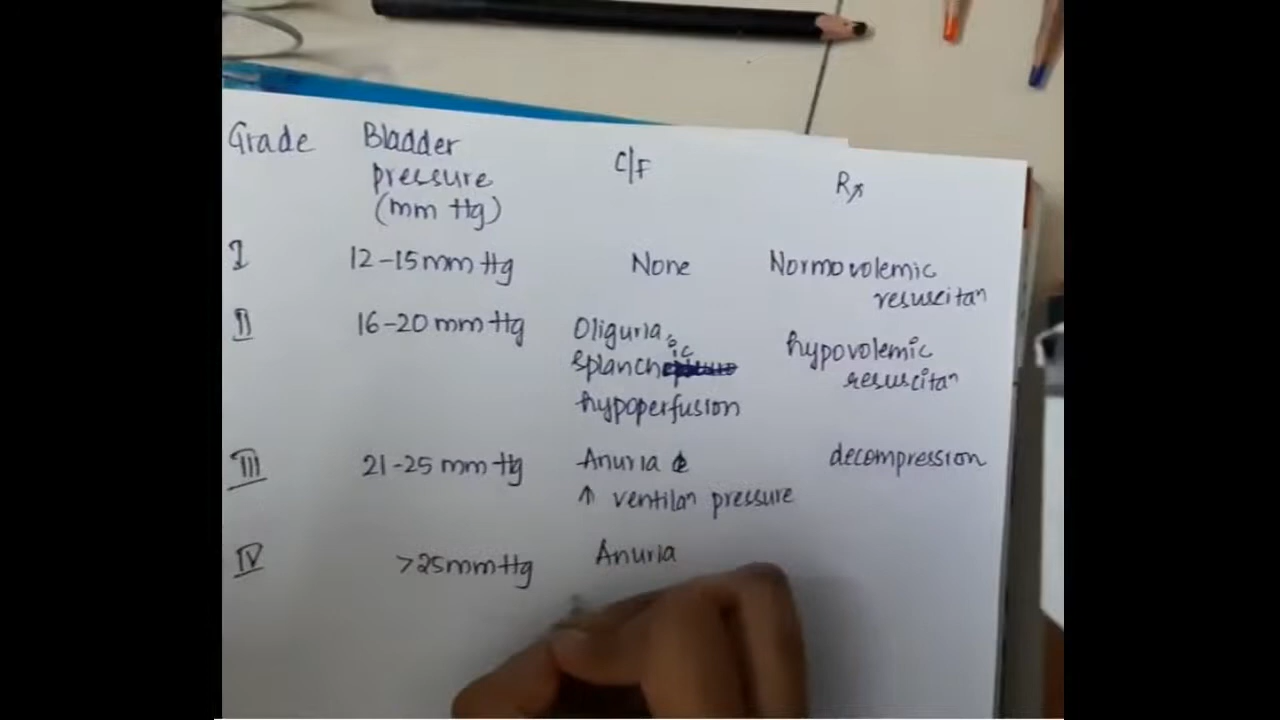 Grade Bladder pressure (mm Hg) C/F Rx
I 12-15 mm Hg None Normovolemic resuscitan
II 16-20 mm Hg Oliguria, splanchic hypoperfusion hypovolemic resuscitan
III 21-25 mm Hg Anuria & ↑ ventilan pressure decompression
IV >25 mm Hg Anuria